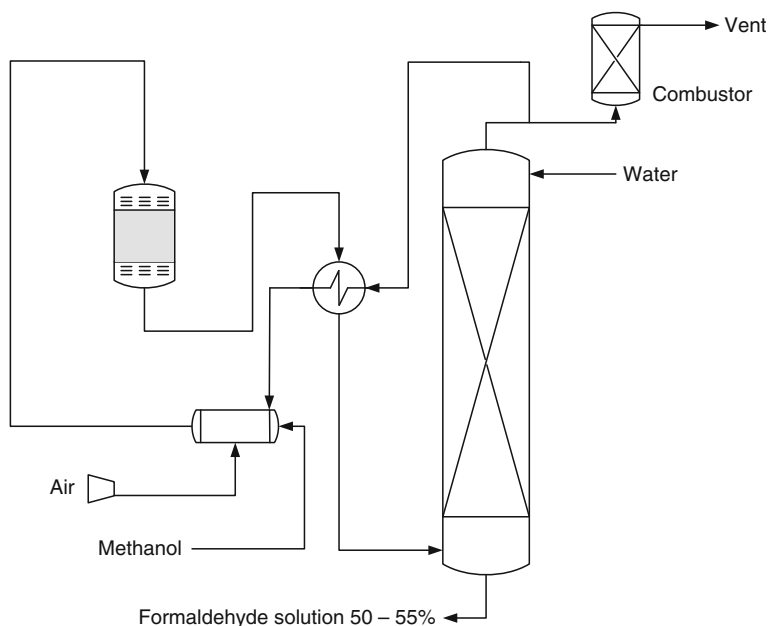 Vent
Combustor
Water
Air
Methanol
Formaldehyde solution 50 – 55%